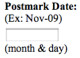 Postmark Date:
(Ex: Nov-09)
(month & day)